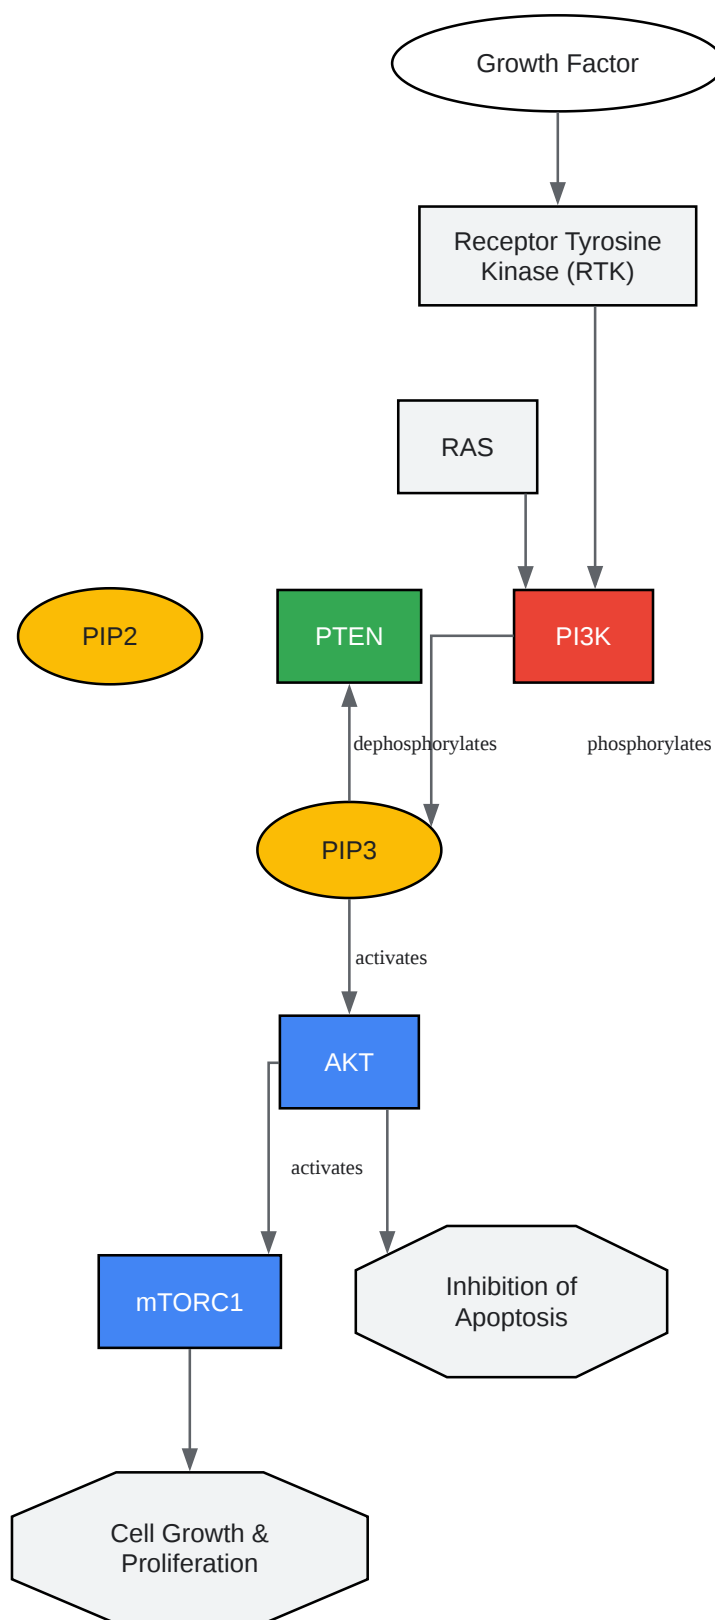 Growth Factor
Receptor Tyrosine
Kinase (RTK)
RAS
PIP2
PTEN
PI3K
dephosphorylates
phosphorylates
PIP3
activates
AKT
activates
mTORC1
Inhibition of
Apoptosis
Cell Growth &
Proliferation